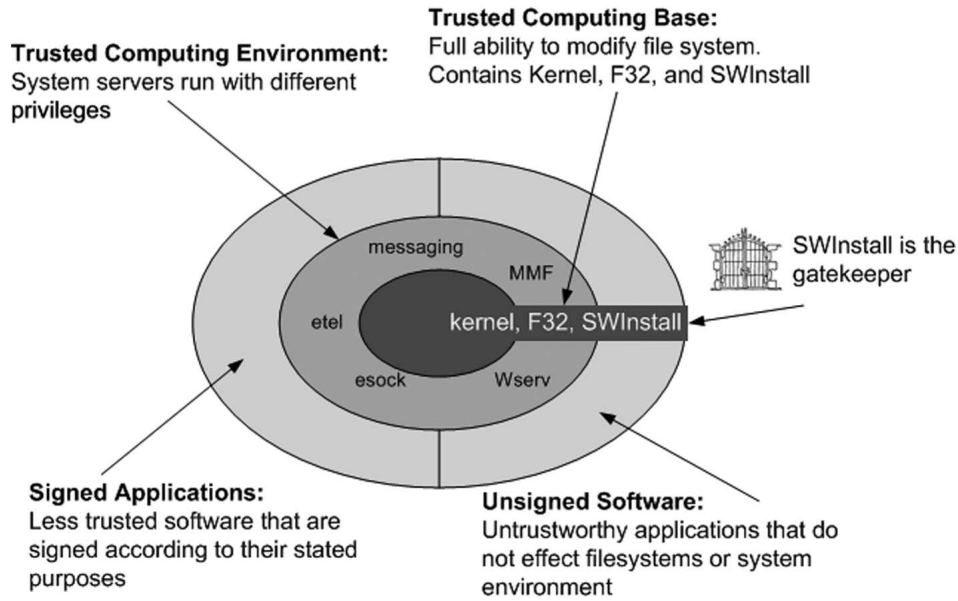 Trusted Computing Base:
Full ability to modify file system.
Contains Kernel, F32, and SWInstall
Trusted Computing Environment:
System servers run with different
privileges
messaging
MMF
SWInstall is the
gatekeeper
etel
kernel, F32, SWInstall
esock
Wserv
Signed Applications:
Less trusted software that are
signed according to their stated
purposes
Unsigned Software:
Untrustworthy applications that do
not effect filesystems or system
environment